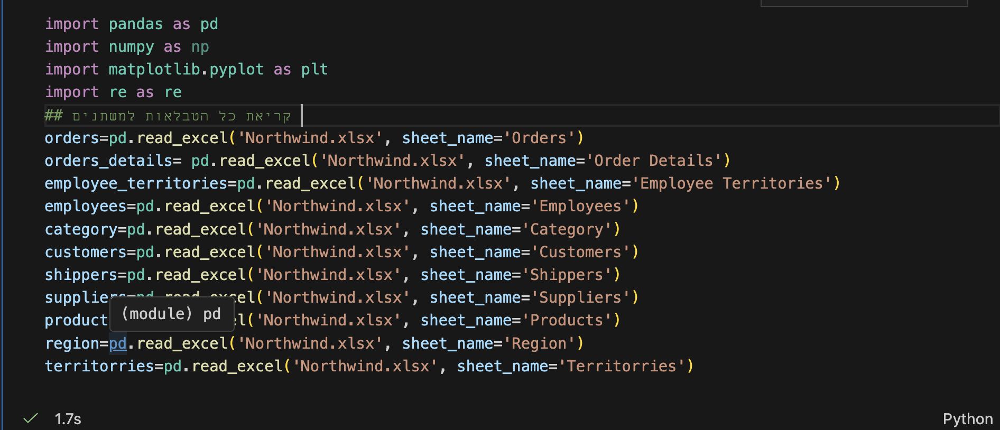 import pandas as pd
import numpy as np
import matplotlib.pyplot as plt
import re as re
## קריאת כל הטבלאות למשתנים
orders=pd.read_excel('Northwind.xlsx', sheet_name='Orders')
orders_details= pd.read_excel('Northwind.xlsx', sheet_name='Order Details')
employee_territories=pd.read_excel('Northwind.xlsx', sheet_name='Employee Territories')
employees=pd.read_excel('Northwind.xlsx', sheet_name='Employees')
category=pd.read_excel('Northwind.xlsx', sheet_name='Category')
customers=pd.read_excel('Northwind.xlsx', sheet_name='Customers')
shippers=pd.read_excel('Northwind.xlsx', sheet_name='Shippers')
suppliers=pd.read_excel('Northwind.xlsx', sheet_name='Suppliers')
(module) pd
product el('Northwind.xlsx', sheet_name='Products')
region=pd.read_excel('Northwind.xlsx', sheet_name='Region')
territorries=pd.read_excel('Northwind.xlsx', sheet_name='Territorries')
1.7s
Python